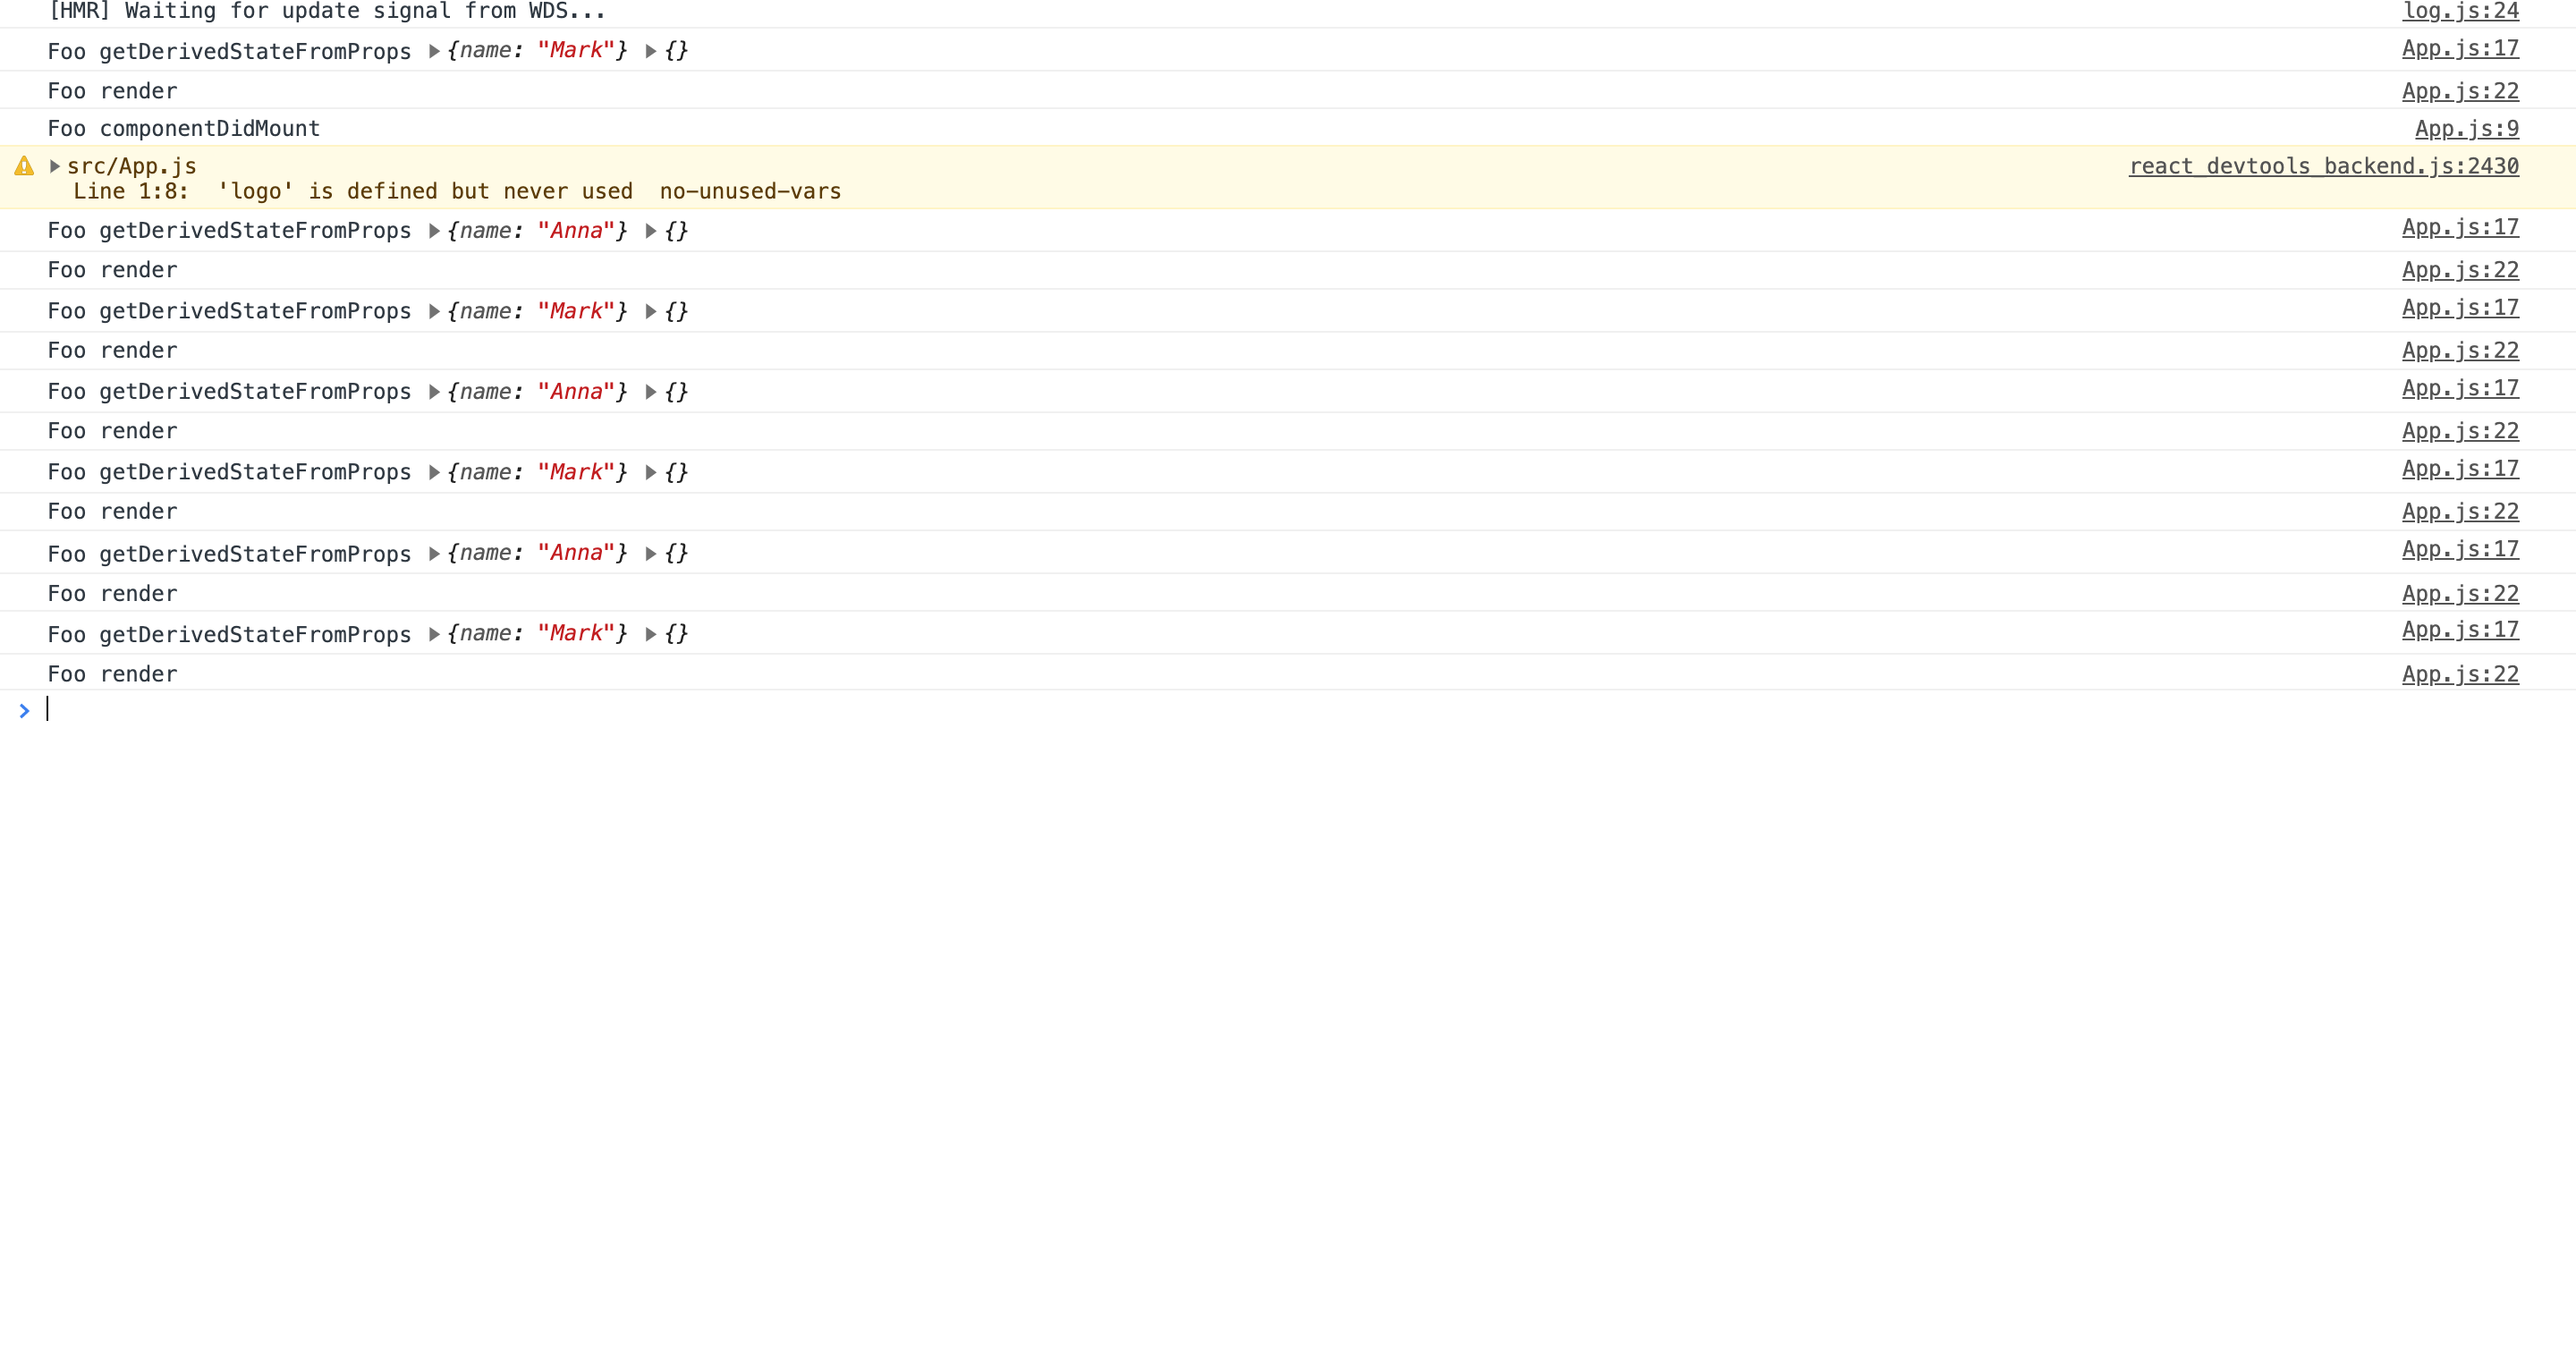 [HMR] Waiting for update signal from WDS... log.js:24
Foo getDerivedStateFromProps ▶{name: "Mark"} ▶{} App.js:17
Foo render App.js:22
Foo componentDidMount App.js:9
▶src/App.js react_devtools_backend.js:2430
Line 1:8: 'logo' is defined but never used no-unused-vars
Foo getDerivedStateFromProps ▶{name: "Anna"} ▶{} App.js:17
Foo render App.js:22
Foo getDerivedStateFromProps ▶{name: "Mark"} ▶{} App.js:17
Foo render App.js:22
Foo getDerivedStateFromProps ▶{name: "Anna"} ▶{} App.js:17
Foo render App.js:22
Foo getDerivedStateFromProps ▶{name: "Mark"} ▶{} App.js:17
Foo render App.js:22
Foo getDerivedStateFromProps ▶{name: "Anna"} ▶{} App.js:17
Foo render App.js:22
Foo getDerivedStateFromProps ▶{name: "Mark"} ▶{} App.js:17
Foo render App.js:22
>